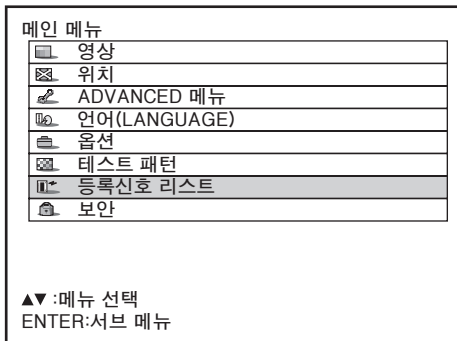 메인 메뉴
영상
위치
ADVANCED 메뉴
언어(LANGUAGE)
옵션
테스트 패턴
등록신호 리스트
보안
▲▼ :메뉴 선택
ENTER:서브 메뉴